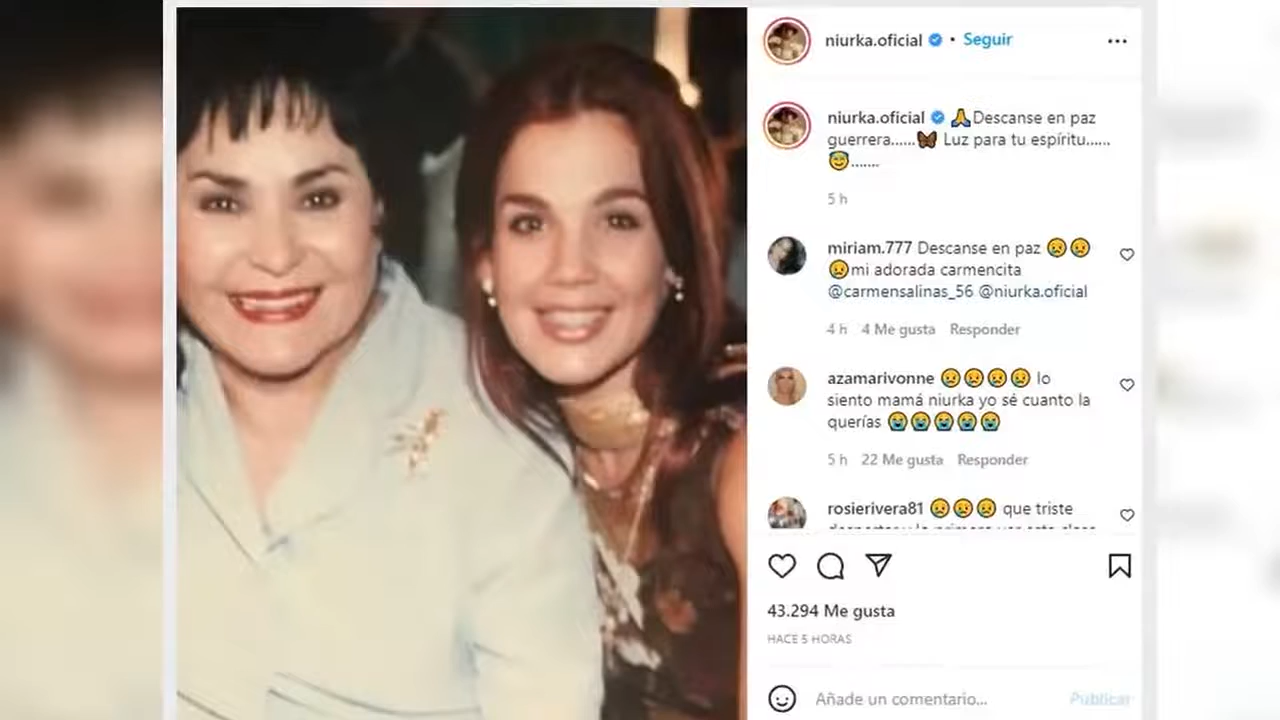 niurka.oficial • Seguir
niurka.oficial 🙏Descanse en paz
guerrera......🦋 Luz para tu espíritu......
😇.......
5 h
miriam.777 Descanse en paz 😢😢
😢mi adorada carmencita
@carmensalinas_56 @niurka.oficial
4 h 4 Me gusta Responder
azamarivonne 😢😢😢😢 lo
siento mamá niurka yo sé cuanto la
querías 😭😭😭😭😭
5 h 22 Me gusta Responder
rosierivera81 😢😢😢 que triste
43.294 Me gusta
HACE 5 HORAS
Añade un comentario...
Publicar